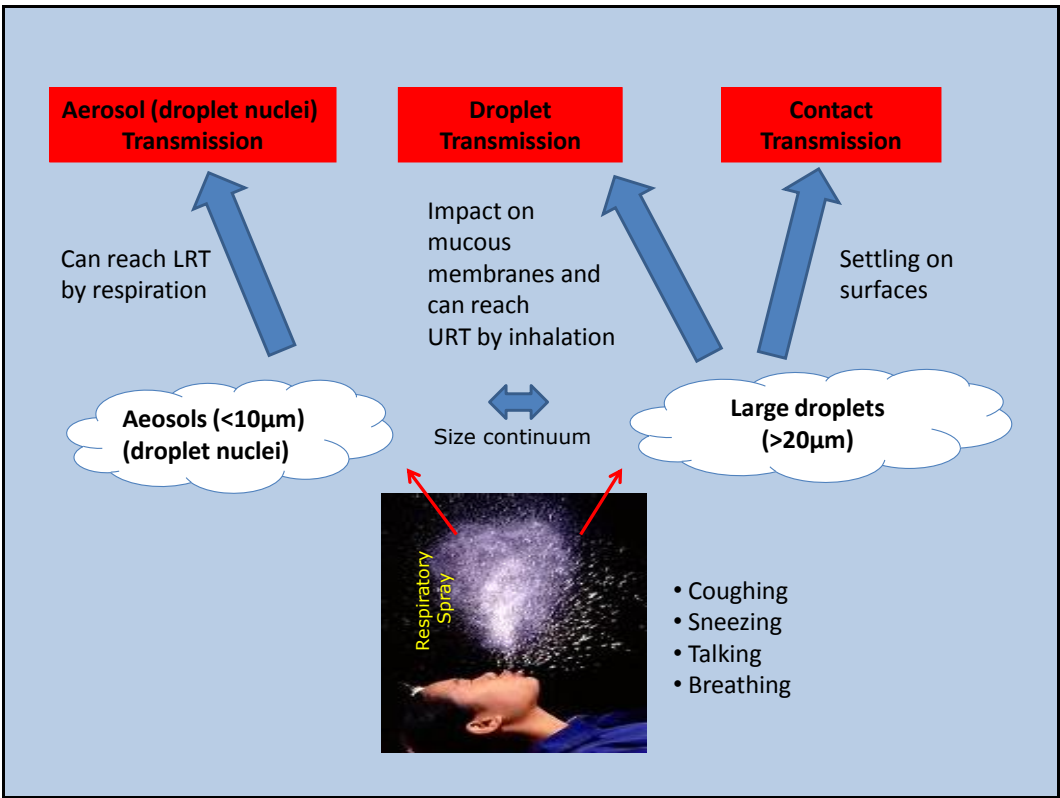 Aerosol (droplet nuclei)
Transmission
Droplet
Transmission
Contact
Transmission
Can reach LRT
by respiration
Impact on
mucous
membranes and
can reach
URT by inhalation
Settling on
surfaces
Aeosols (<10µm)
(droplet nuclei)
Size continuum
Large droplets
(>20µm)
Respiratory
Spray
• Coughing
• Sneezing
• Talking
• Breathing